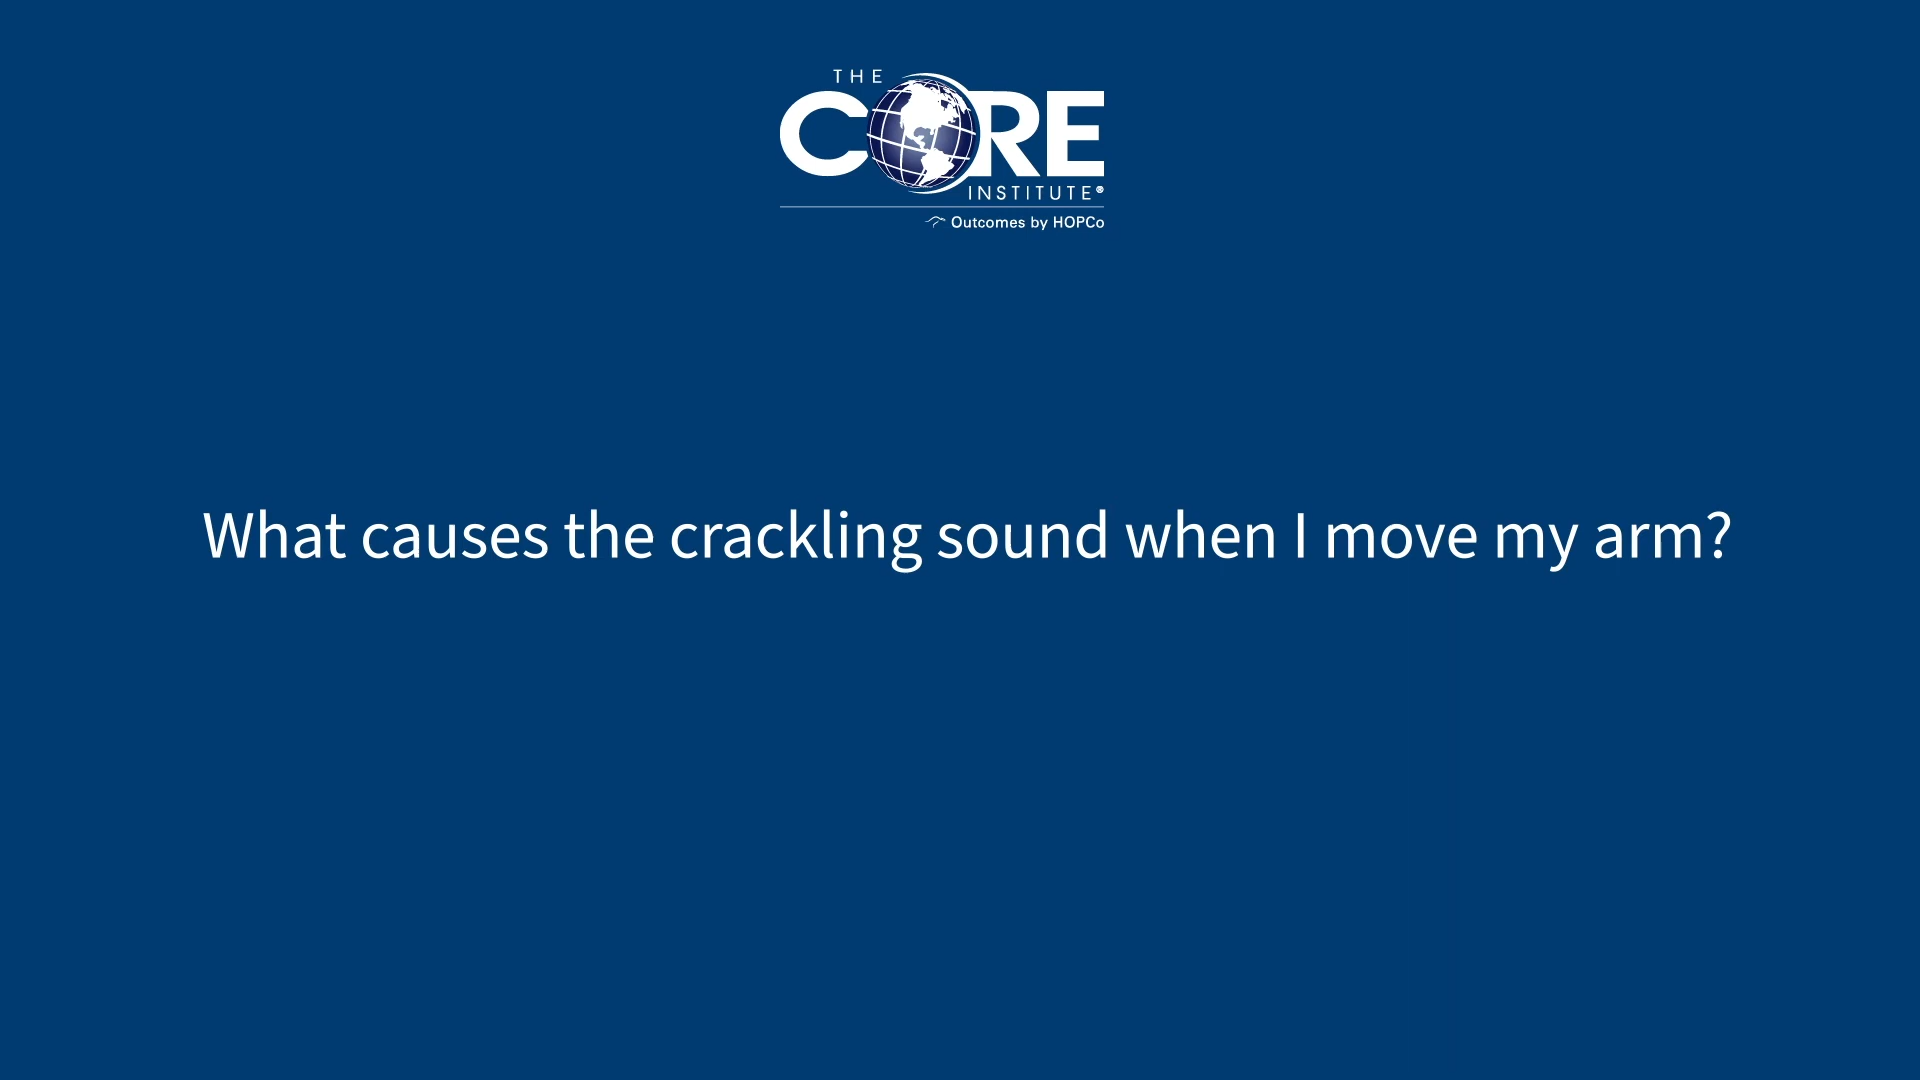 THE
CORE
INSTITUTE®
Outcomes by HOPCo
What causes the crackling sound when I move my arm?